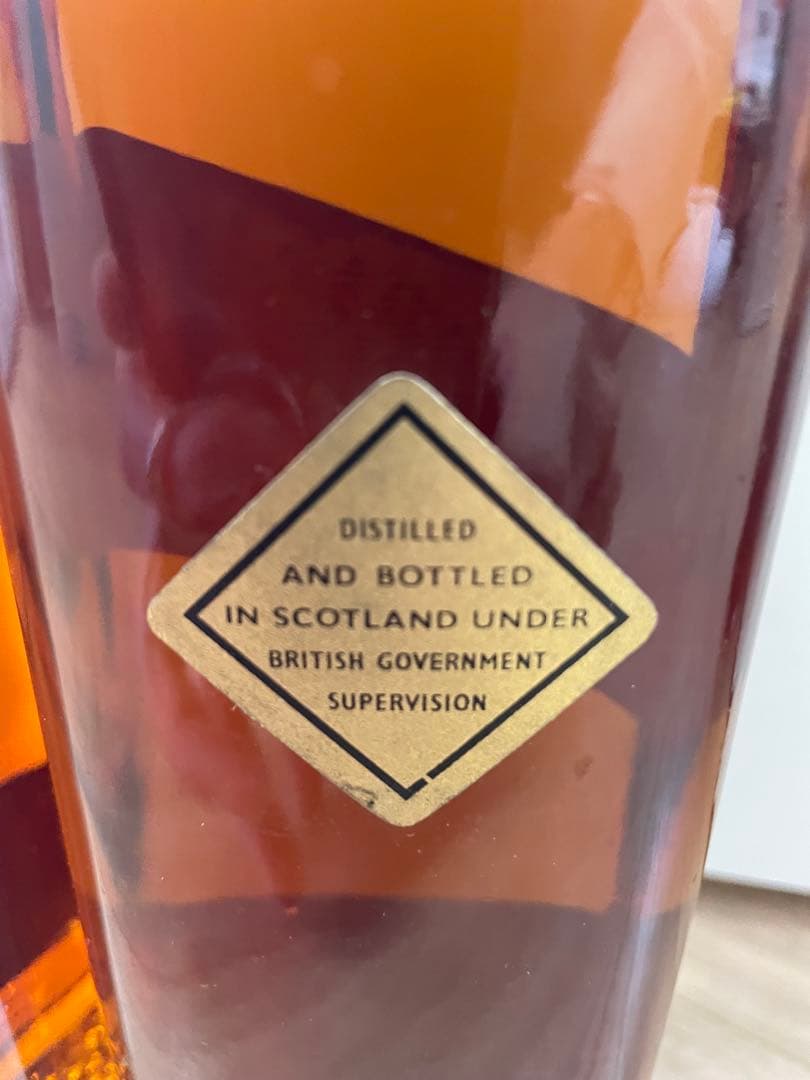 DISTILLED
AND BOTTLED
IN SCOTLAND UNDER
BRITISH GOVERNMENT
SUPERVISION